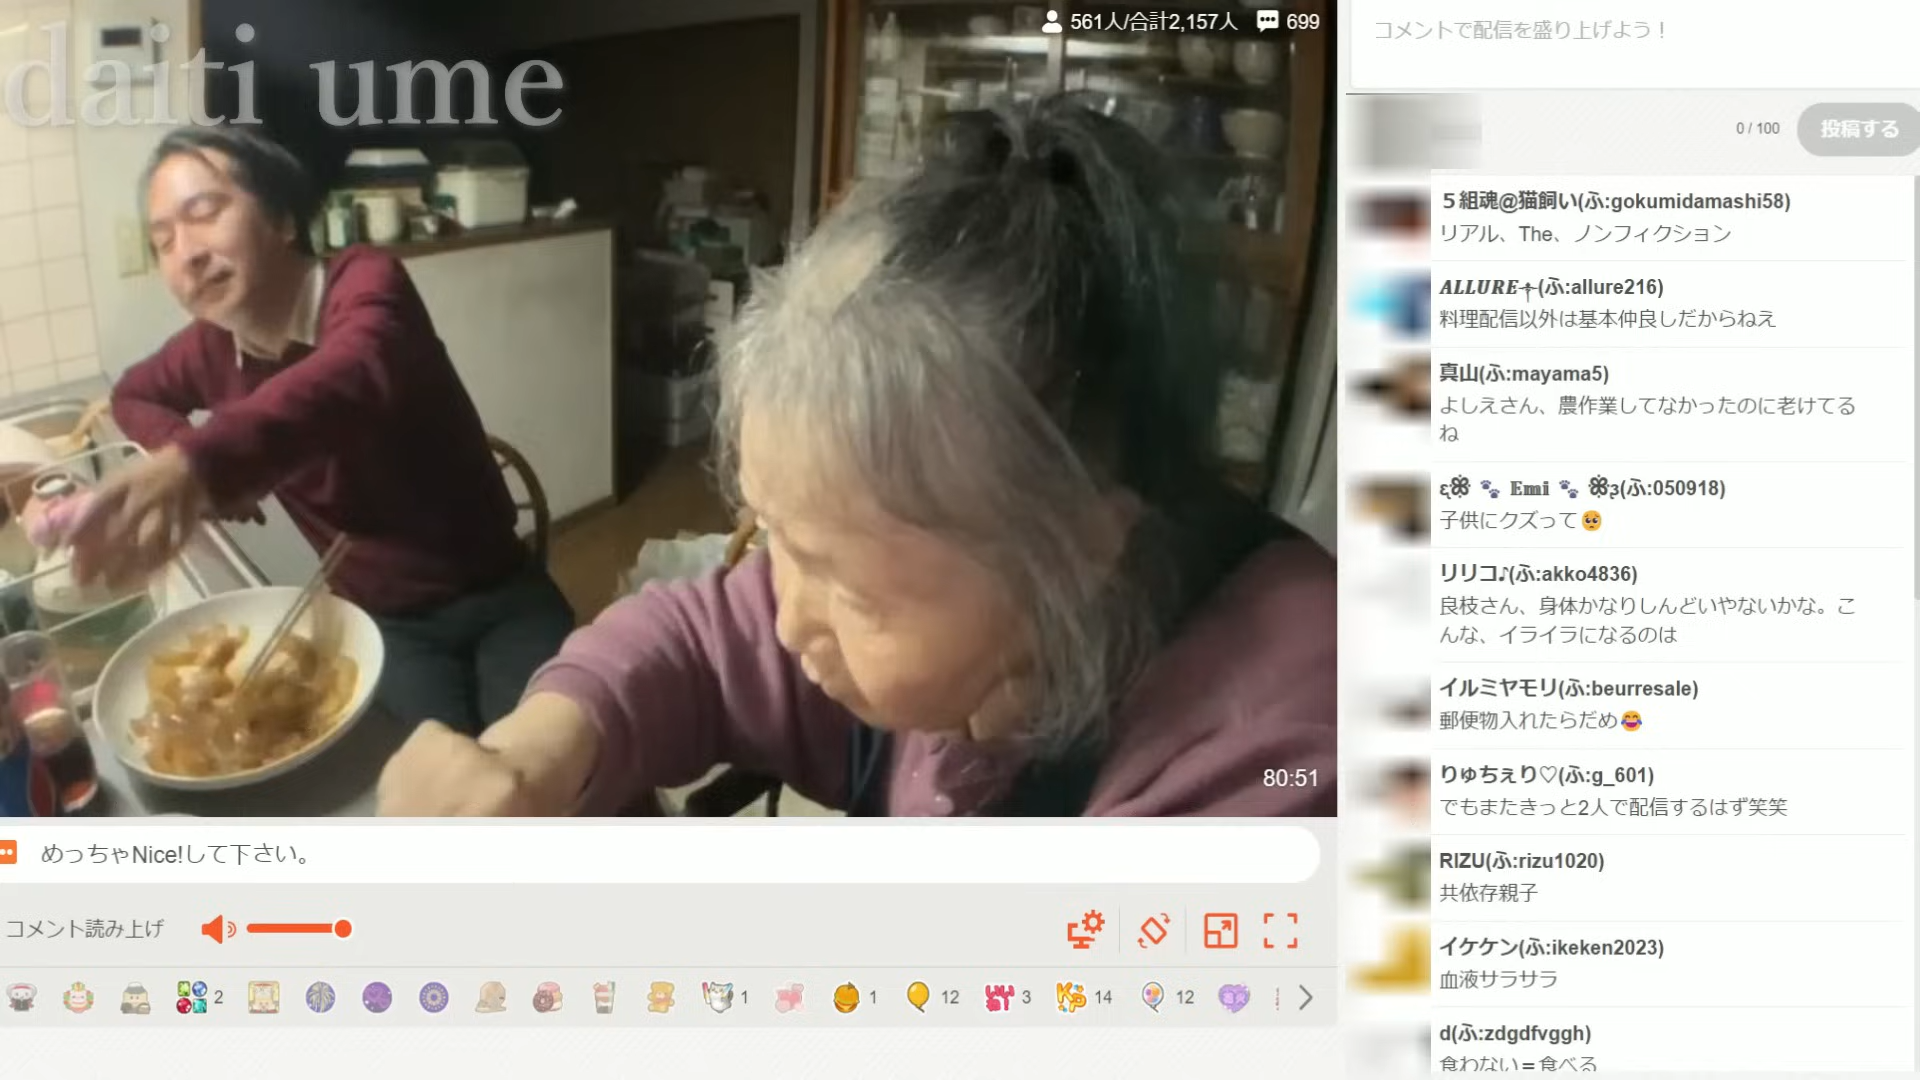 daiti ume
561人/合計2,157人 699
80:51
めっちゃNice!して下さい。
コメント読み上げ
2
1
1
12
3
14
12
コメントで配信を盛り上げよう！
0 / 100
投稿する
５組魂@猫飼い(ふ:gokumidamashi58)
リアル、The、ノンフィクション
𝑨𝑳𝑳𝑼𝑹𝑬⸸(ふ:allure216)
料理配信以外は基本仲良しだからねえ
真山(ふ:mayama5)
よしえさん、農作業してなかったのに老けてる
ね
ԑ̮̑ꕥ 🐾 𝔼𝕞𝕚 🐾 ꕥ̮̑ɜ(ふ:050918)
子供にクズって🥺
リリコ♪(ふ:akko4836)
良枝さん、身体かなりしんどいやないかな。こ
んな、イライラになるのは
イルミヤモリ(ふ:beurresale)
郵便物入れたらだめ😂
りゅちぇり♡(ふ:g_601)
でもまたきっと2人で配信するはず笑笑
RIZU(ふ:rizu1020)
共依存親子
イケケン(ふ:ikeken2023)
血液サラサラ
d(ふ:zdgdfvggh)
食わない＝食べる